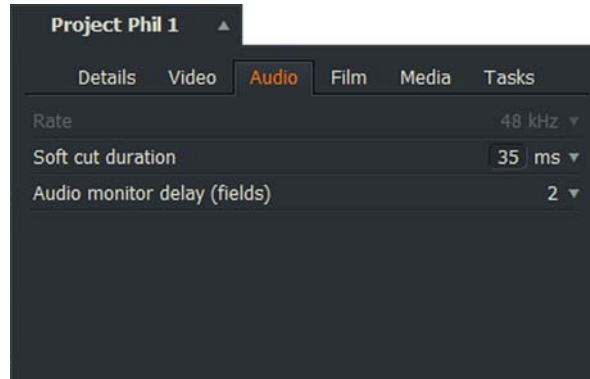 Project Phil 1
Details Video Audio Film Media Tasks
Rate 48 kHz
Soft cut duration 35 ms
Audio monitor delay (fields) 2